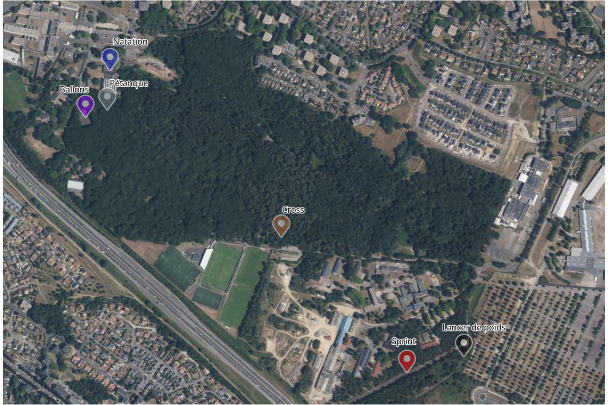 Natation
Pétanque
Ballons
Cross
Lancer de poids
Sprint